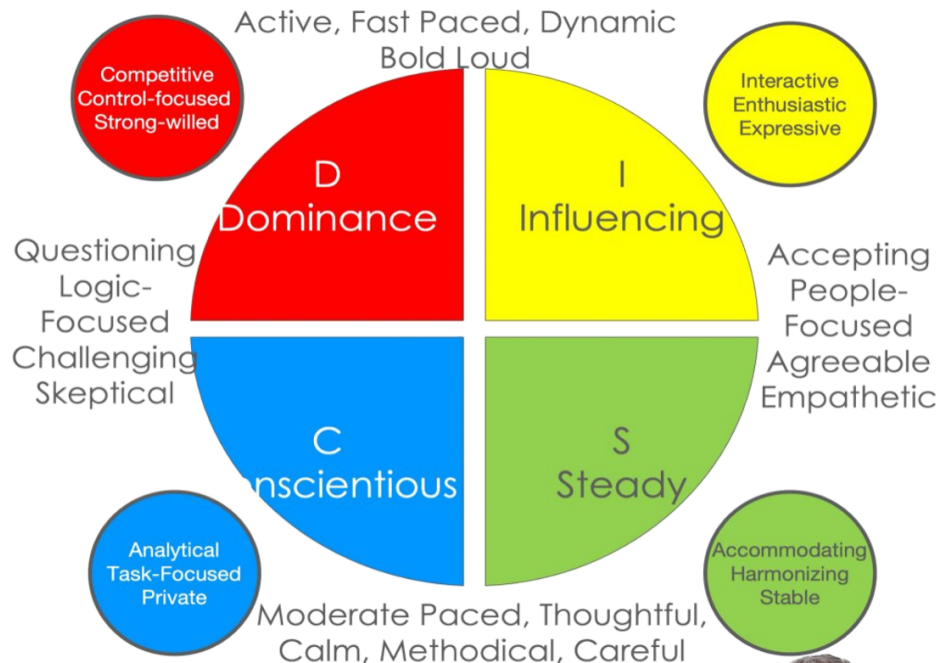 Active, Fast Paced, Dynamic
Bold Loud
Competitive
Control-focused
Strong-willed
Interactive
Enthusiastic
Expressive
D
Dominance
I
Influencing
Questioning
Logic-
Focused
Challenging
Skeptical
Accepting
People-
Focused
Agreeable
Empathetic
C
nscientious
S
Steady
Analytical
Task-Focused
Private
Accommodating
Harmonizing
Stable
Moderate Paced, Thoughtful,
Calm, Methodical, Careful